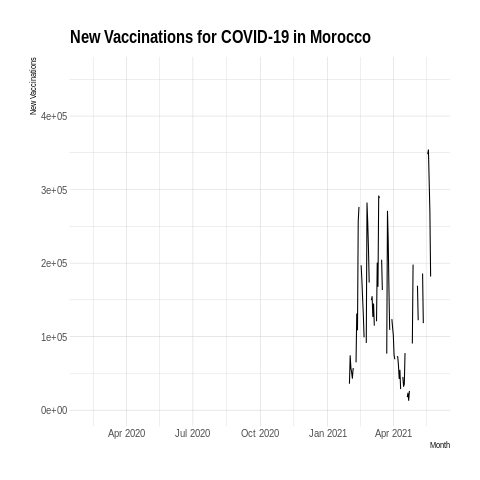 New Vaccinations for COVID-19 in Morocco
New Vaccinations
4e+05
3e+05
2e+05
1e+05
0e+00
Apr 2020 Jul 2020 Oct 2020 Jan 2021 Apr 2021
Month